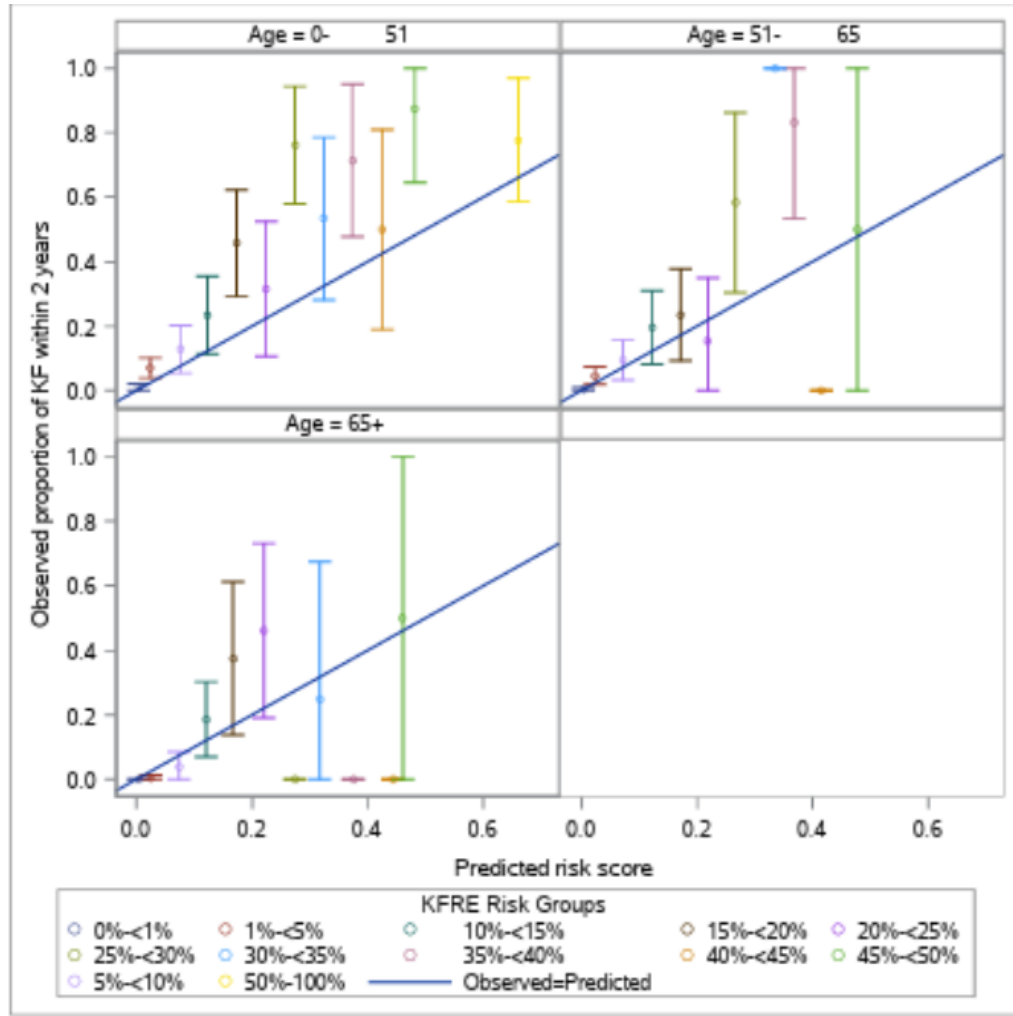 Age = 0- 51
Age = 51- 65
1.0
0.8
0.6
0.4
0.2
0.0
Age = 65+
1.0
0.8
0.6
0.4
0.2
0.0
Observed proportion of KF within 2 years
0.0 0.2 0.4 0.6 0.0 0.2 0.4 0.6
Predicted risk score
KFRE Risk Groups
0%-<1% 1%-<5% 10%-<15% 15%-<20% 20%-<25%
25%-<30% 30%-<35% 35%-<40% 40%-<45% 45%-<50%
5%-<10% 50%-100% Observed=Predicted